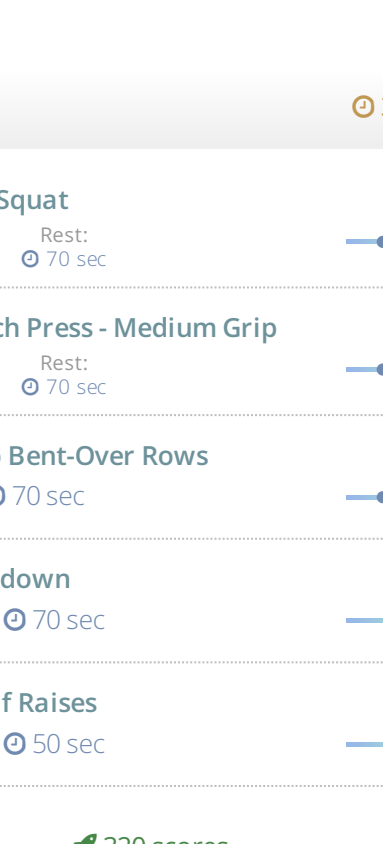 Squat
Rest:
70 sec
Press - Medium Grip
Rest:
70 sec
Bent-Over Rows
70 sec
down
70 sec
Raises
50 sec